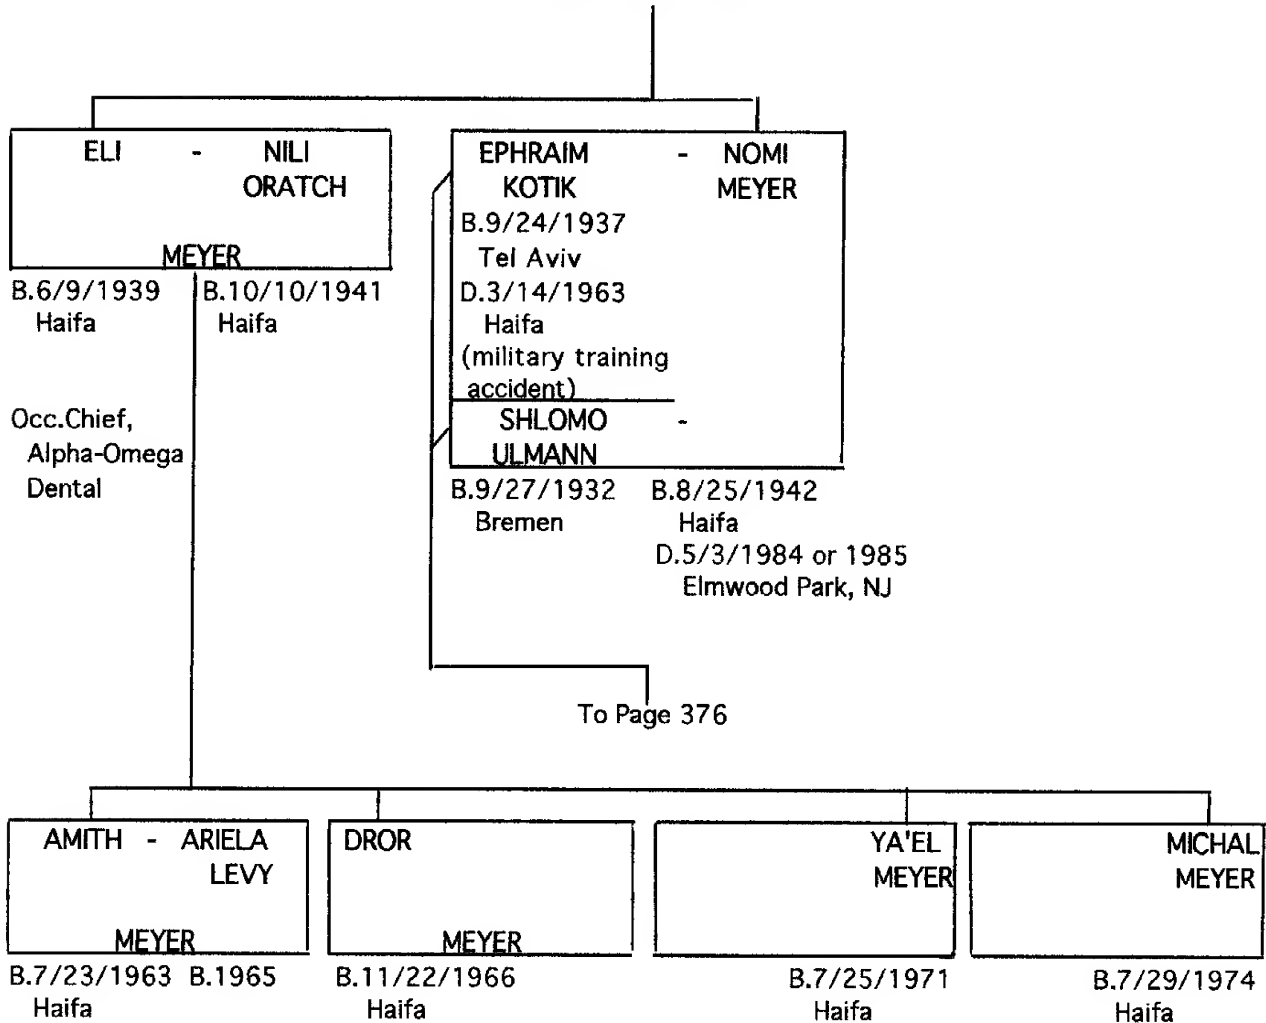 ELI - NILI
ORATCH
MEYER
B.6/9/1939 B.10/10/1941
Haifa Haifa
Occ.Chief,
Alpha-Omega
Dental
EPHRAIM - NOMI
KOTIK MEYER
B.9/24/1937
Tel Aviv
D.3/14/1963
Haifa
(military training
accident)
SHLOMO -
ULMANN
B.9/27/1932 B.8/25/1942
Bremen Haifa
D.5/3/1984 or 1985
Elmwood Park, NJ
To Page 376
AMITH - ARIELA
LEVY
MEYER
B.7/23/1963 B.1965
Haifa
DROR
MEYER
B.11/22/1966
Haifa
YA'EL
MEYER
B.7/25/1971
Haifa
MICHAL
MEYER
B.7/29/1974
Haifa